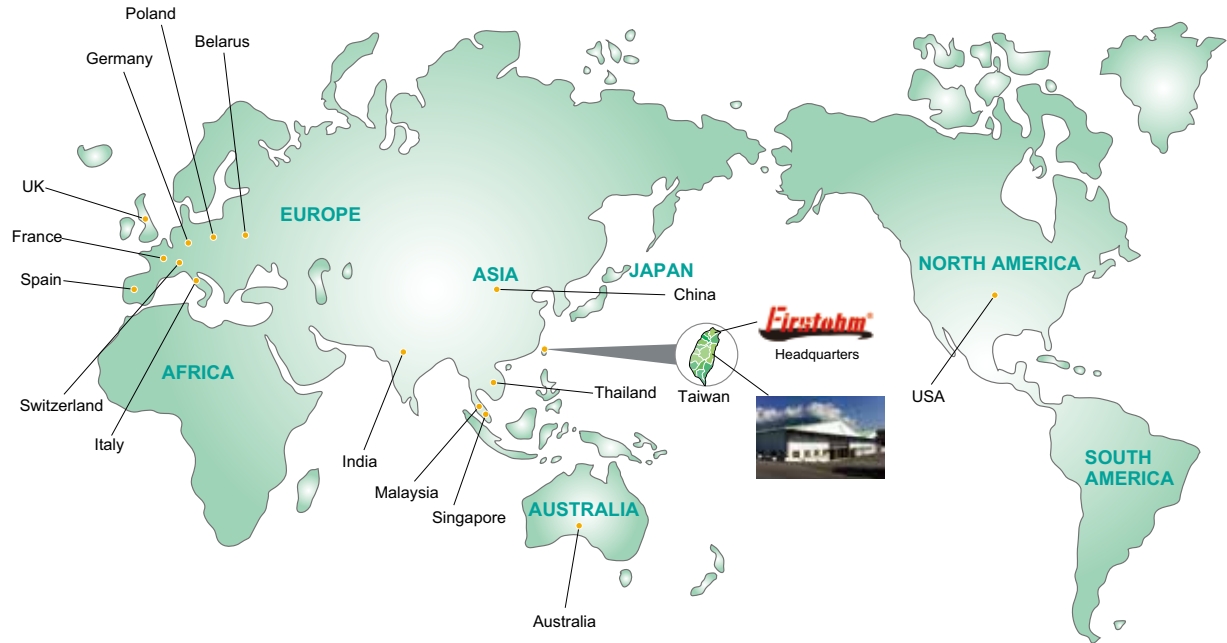 Poland
Belarus
Germany
UK
EUROPE
France
Spain
ASIA
JAPAN
China
NORTH AMERICA
Firstohm®
Headquarters
AFRICA
Switzerland
Italy
Thailand
Taiwan
USA
India
Malaysia
Singapore
AUSTRALIA
SOUTH
AMERICA
Australia